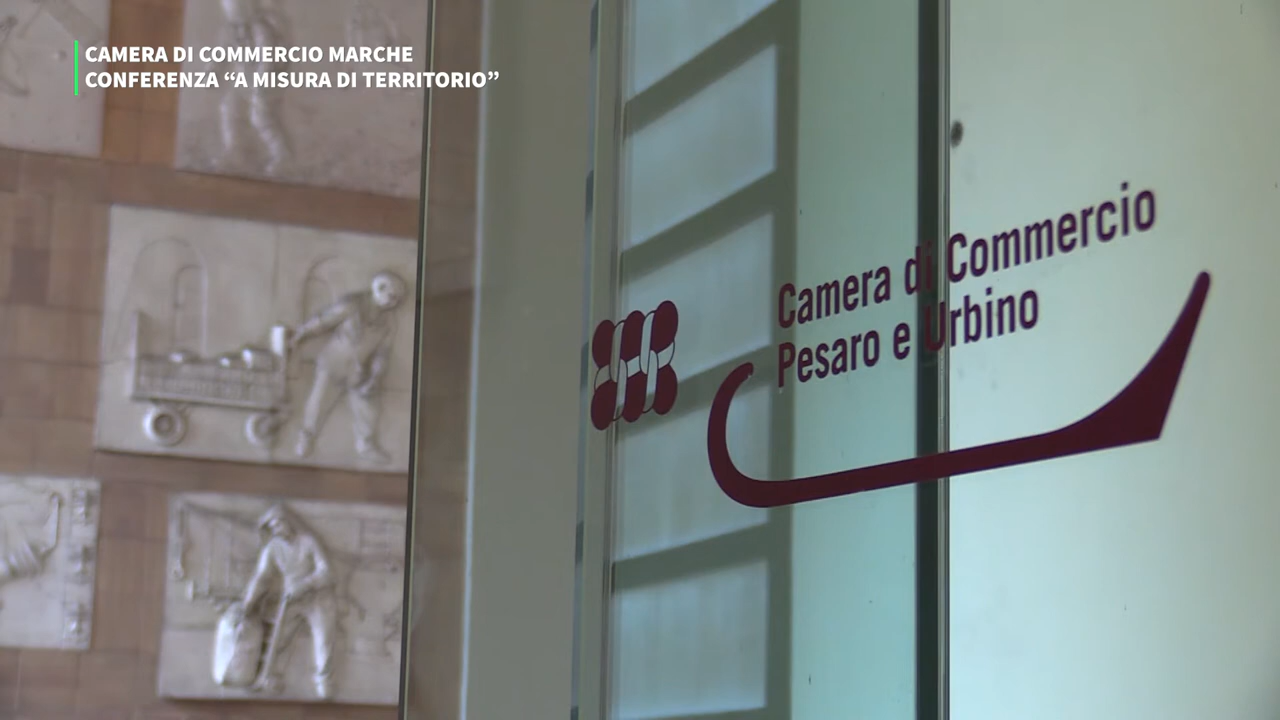 CAMERA DI COMMERCIO MARCHE
CONFERENZA “A MISURA DI TERRITORIO”
Camera di Commercio
Pesaro e Urbino